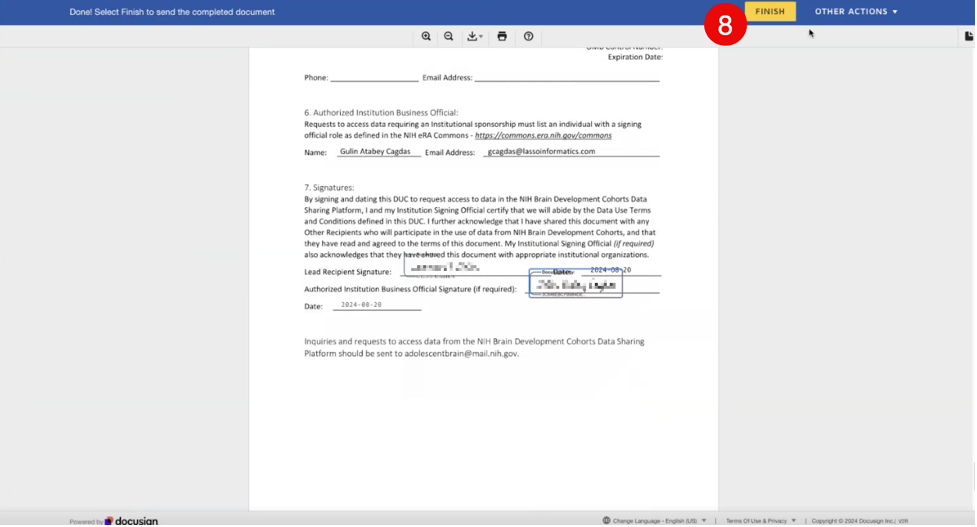 Done! Select Finish to send the completed document
8
FINISH
OTHER ACTIONS
Expiration Date:
Phone: Email Address:
6. Authorized Institution Business Official:
Requests to access data requiring an Institutional sponsorship must list an individual with a signing
official role as defined in the NIH eRA Commons - https://commons.era.nih.gov/commons
Name: Gulin Atabey Cagdas Email Address: gcagdas@lassoinformatics.com
7. Signatures:
By signing and dating this DUC to request access to data in the NIH Brain Development Cohorts Data
Sharing Platform, I and my Institution Signing Official certify that we will abide by the Data Use Terms
and Conditions defined in this DUC. I further acknowledge that I have shared this document with any
Other Recipients who will participate in the use of data from NIH Brain Development Cohorts, and that
they have read and agreed to the terms of this document. My Institutional Signing Official (if required)
also acknowledges that they have shared this document with appropriate institutional organizations.
Lead Recipient Signature: Date: 2024-08-20
Authorized Institution Business Official Signature (if required):
Date: 2024-08-20
Inquiries and requests to access data from the NIH Brain Development Cohorts Data Sharing
Platform should be sent to adolescentbrain@mail.nih.gov.
Powered by docusign
Change Language - English (US) | Terms Of Use & Privacy | Copyright © 2024 Docusign Inc. | V2R